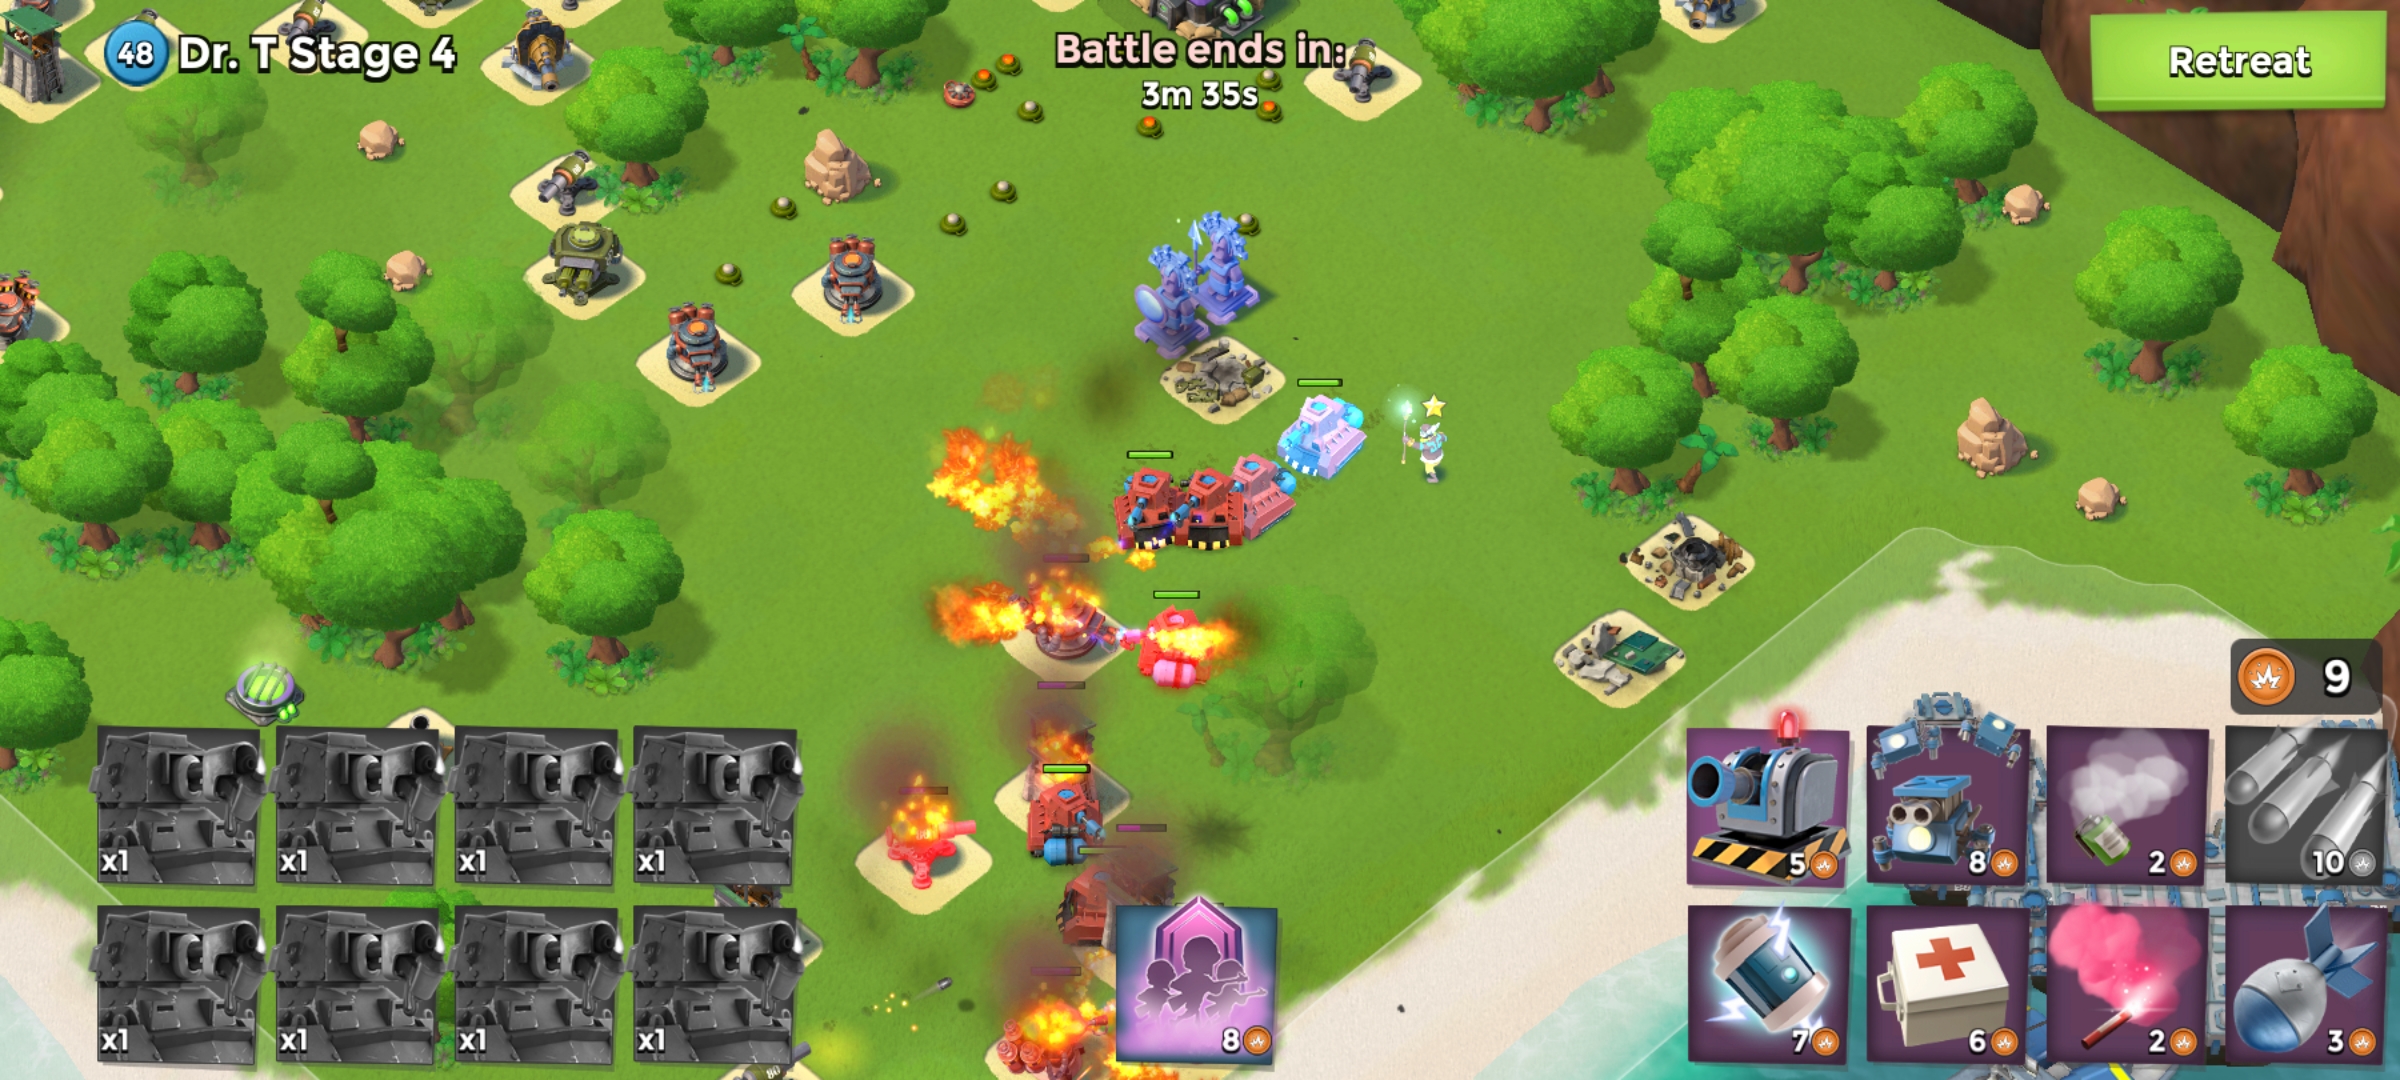 48 Dr. T Stage 4
Battle ends in:
3m 35s
Retreat
9
x1 x1 x1 x1
5 8 2 10
x1 x1 x1 x1
8
7 6 2 3
80